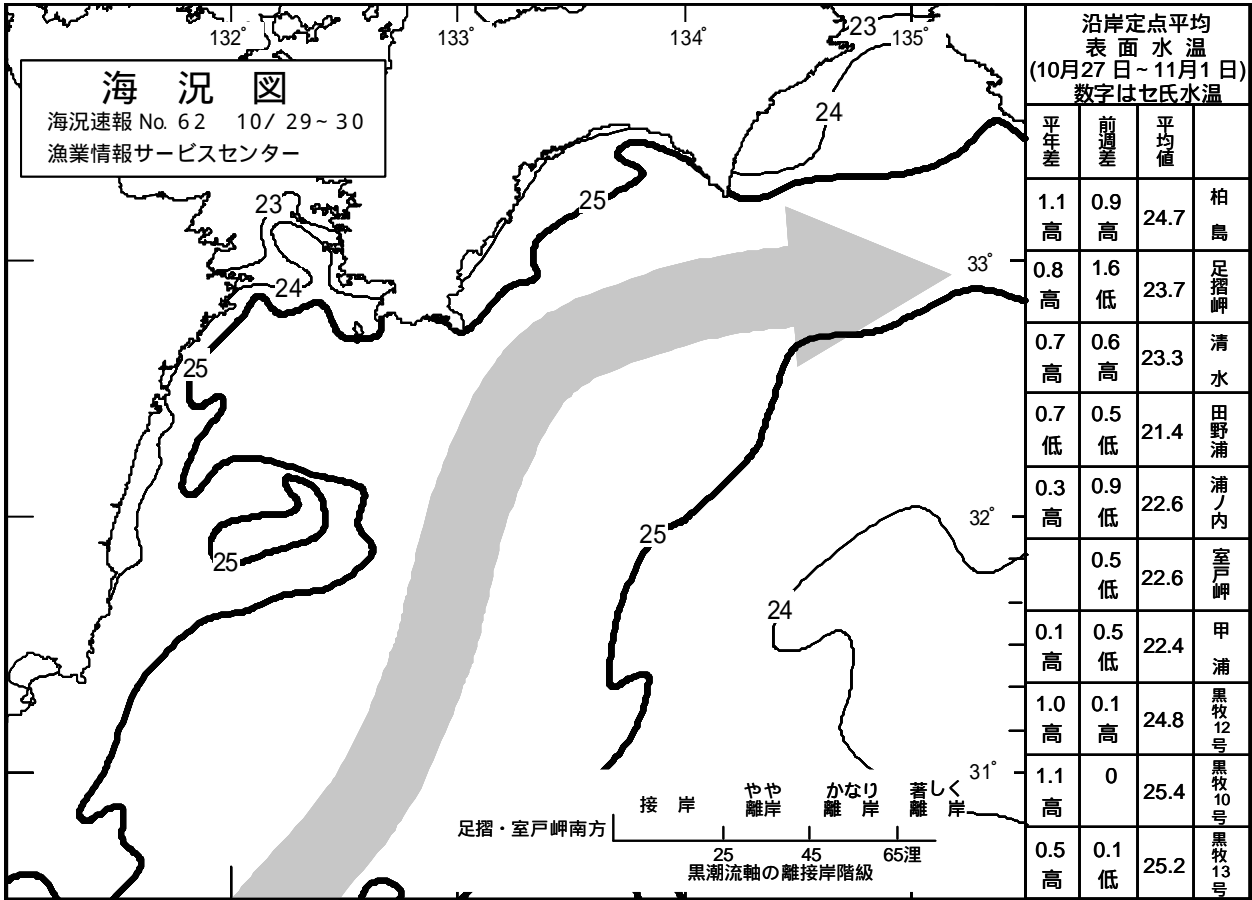 132°
133°
134°
135°
海況図
海況速報 No. 62 10/ 29~ 30
漁業情報サービスセンター
23
24
25
23
24
25
25
25
24
33°
32°
31°
接 岸
やや
離岸
かなり
離 岸
著しく
離 岸
足摺・室戸岬南方
25
45
65浬
黒潮流軸の離接岸階級
沿岸定点平均
表 面 水 温
(10月27 日~11月1 日)
数字はセ氏水温
平年差 前週差 平均値
1.1高 0.9高 24.7 柏島
0.8高 1.6低 23.7 足摺岬
0.7高 0.6高 23.3 清水
0.7低 0.5低 21.4 田野浦
0.3高 0.9低 22.6 浦ノ内
0.5低 22.6 室戸岬
0.1高 0.5低 22.4 甲浦
1.0高 0.1高 24.8 黒牧12号
1.1高 0 25.4 黒牧10号
0.5高 0.1低 25.2 黒牧13号